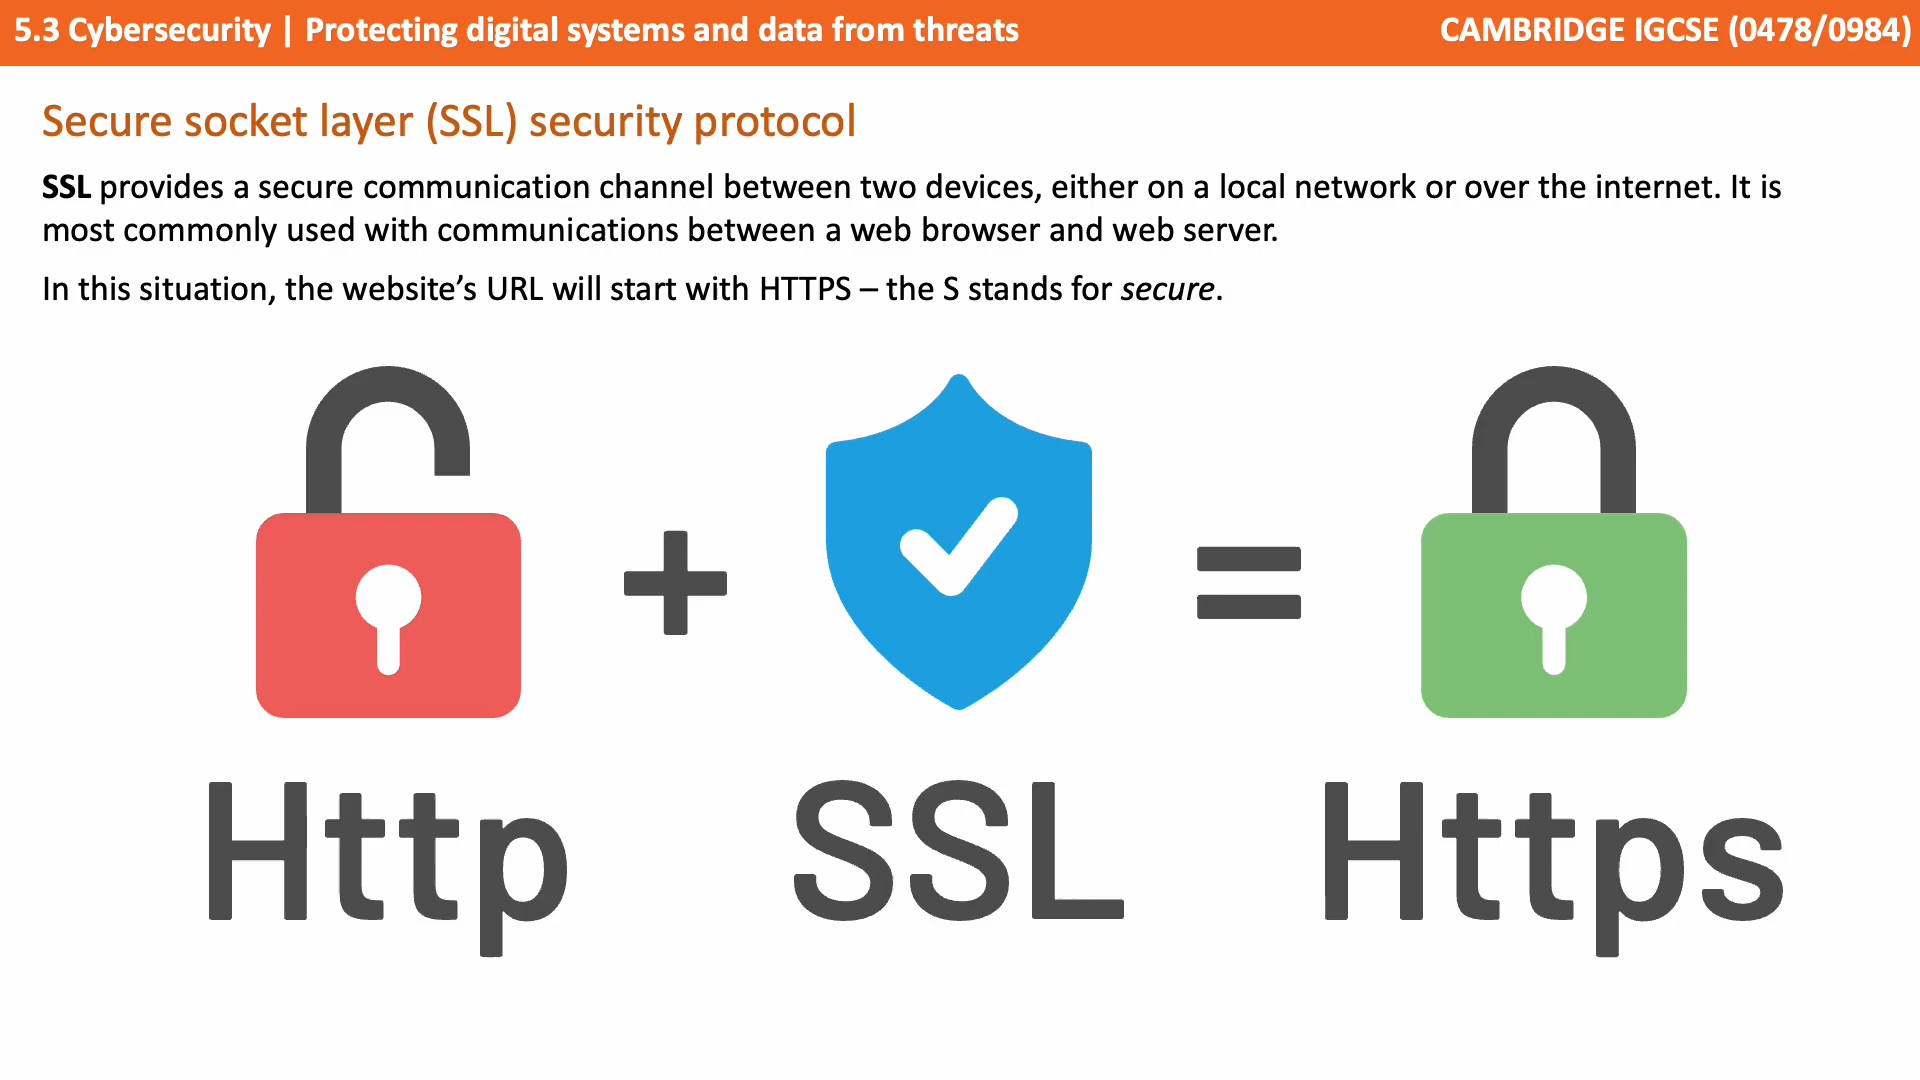 5.3 Cybersecurity | Protecting digital systems and data from threats
CAMBRIDGE IGCSE (0478/0984)
Secure socket layer (SSL) security protocol
SSL provides a secure communication channel between two devices, either on a local network or over the internet. It is
most commonly used with communications between a web browser and web server.
In this situation, the website’s URL will start with HTTPS – the S stands for secure.
Http + SSL = Https